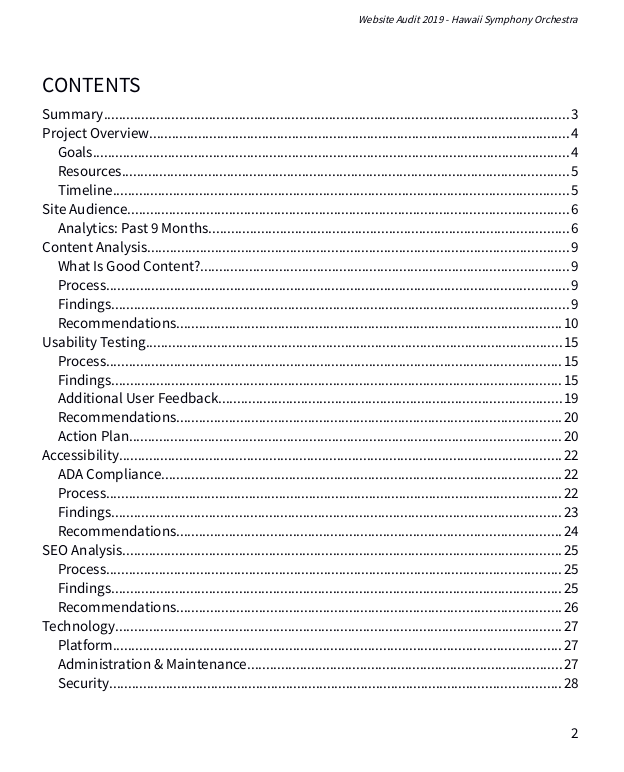 Website Audit 2019 - Hawaii Symphony Orchestra
CONTENTS
Summary........................................................................................................................3
Project Overview............................................................................................................4
Goals..........................................................................................................................4
Resources..................................................................................................................5
Timeline.....................................................................................................................5
Site Audience.................................................................................................................6
Analytics: Past 9 Months............................................................................................6
Content Analysis............................................................................................................9
What Is Good Content?..............................................................................................9
Process......................................................................................................................9
Findings.....................................................................................................................9
Recommendations................................................................................................... 10
Usability Testing.......................................................................................................... 15
Process.................................................................................................................... 15
Findings................................................................................................................... 15
Additional User Feedback........................................................................................ 19
Recommendations................................................................................................... 20
Action Plan.............................................................................................................. 20
Accessibility................................................................................................................. 22
ADA Compliance...................................................................................................... 22
Process.................................................................................................................... 22
Findings................................................................................................................... 23
Recommendations................................................................................................... 24
SEO Analysis................................................................................................................ 25
Process.................................................................................................................... 25
Findings................................................................................................................... 25
Recommendations................................................................................................... 26
Technology.................................................................................................................. 27
Platform................................................................................................................... 27
Administration & Maintenance................................................................................. 27
Security.................................................................................................................... 28
2